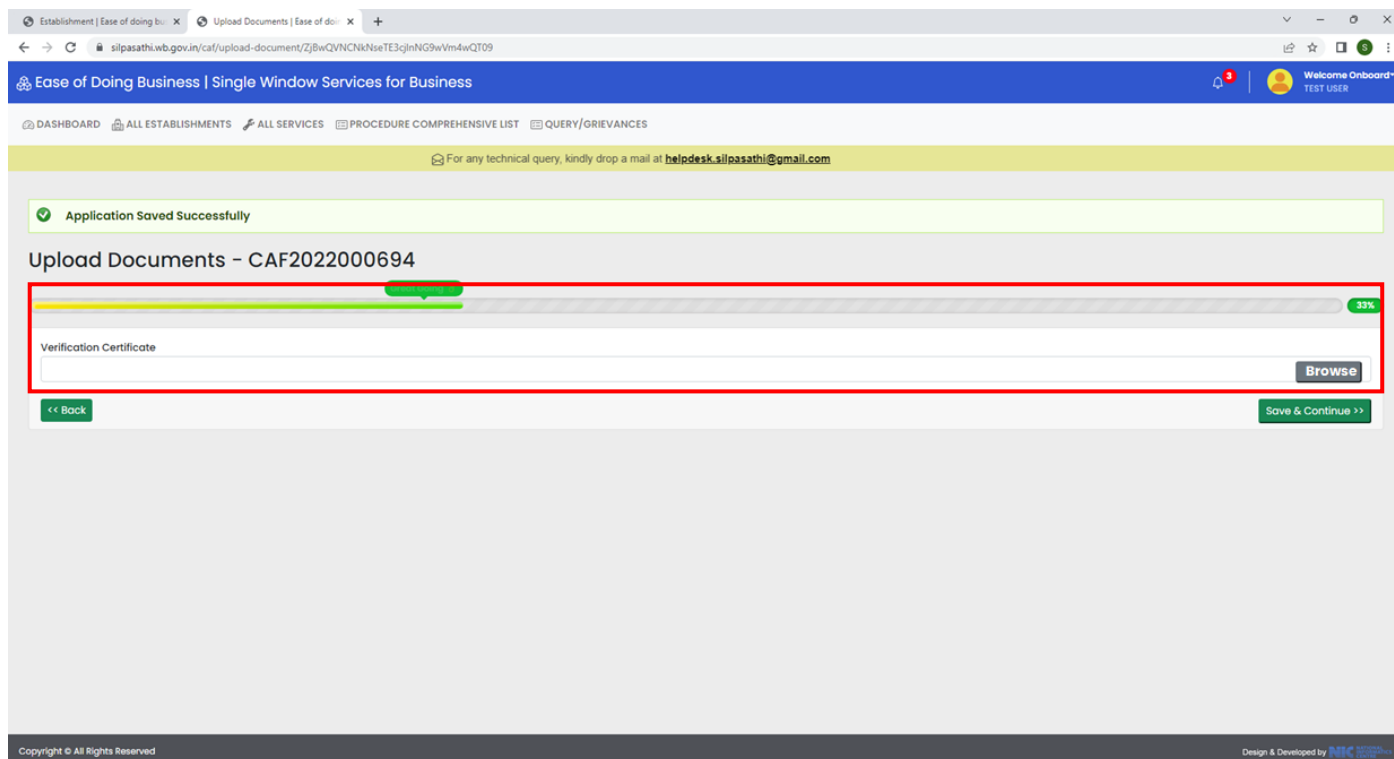 Establishment | Ease of doing bu
Upload Documents | Ease of doi
silpasathi.wb.gov.in/caf/upload-document/ZjBwQVNCNkNseTE3cjlnNG9wVm4wQT09
S
Ease of Doing Business | Single Window Services for Business
3
Welcome Onboard
TEST USER
DASHBOARD ALL ESTABLISHMENTS ALL SERVICES PROCEDURE COMPREHENSIVE LIST QUERY/GRIEVANCES
For any technical query, kindly drop a mail at helpdesk.silpasathi@gmail.com
Application Saved Successfully
Upload Documents - CAF2022000694
33%
Verification Certificate
Browse
<< Back
Save & Continue >>
Copyright © All Rights Reserved
Design & Developed by NIC